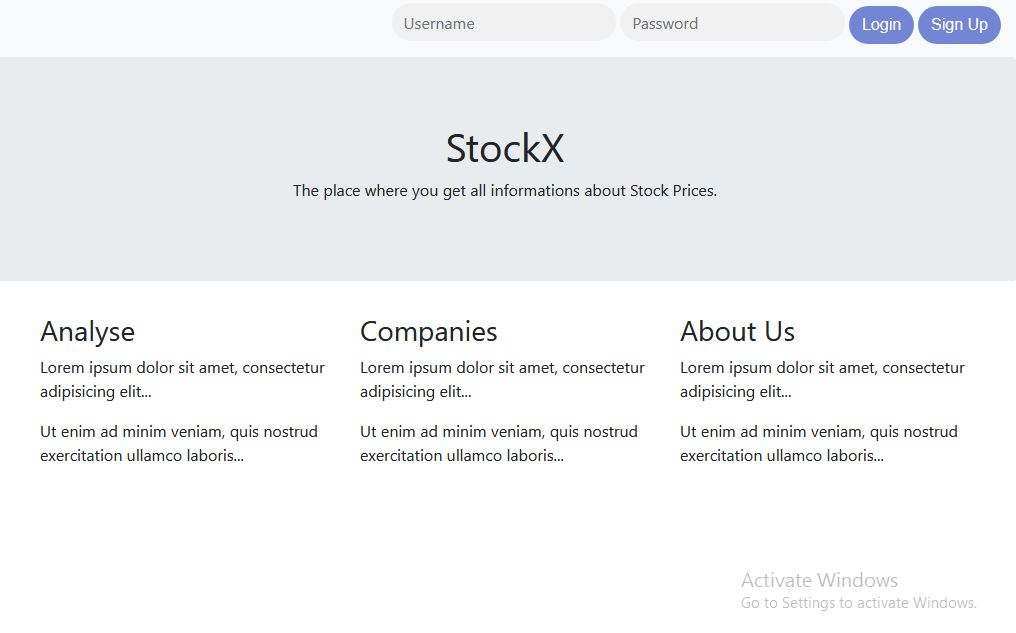 Username Password Login Sign Up
StockX
The place where you get all informations about Stock Prices.
Analyse
Lorem ipsum dolor sit amet, consectetur
adipisicing elit...
Ut enim ad minim veniam, quis nostrud
exercitation ullamco laboris...
Companies
Lorem ipsum dolor sit amet, consectetur
adipisicing elit...
Ut enim ad minim veniam, quis nostrud
exercitation ullamco laboris...
About Us
Lorem ipsum dolor sit amet, consectetur
adipisicing elit...
Ut enim ad minim veniam, quis nostrud
exercitation ullamco laboris...
Activate Windows
Go to Settings to activate Windows.